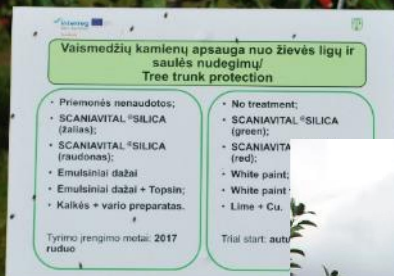 Interreg
Vaismedžių kamienų apsauga nuo žievės ligų ir
saulės nudegimų/
Tree trunk protection
• Priemonės nenaudotos;
• SCANIAVITAL ®SILICA
(žalias);
• SCANIAVITAL ®SILICA
(raudonas);
• Emulsiniai dažai
• Emulsiniai dažai + Topsin;
• Kalkės + vario preparatas.
Tyrimo įrengimo metai: 2017
ruduo
• No treatment;
• SCANIAVITAL ®SILICA
(green);
• SCANIAVITA
(red);
• White paint;
• White paint
• Lime + Cu.
Trial start: autu